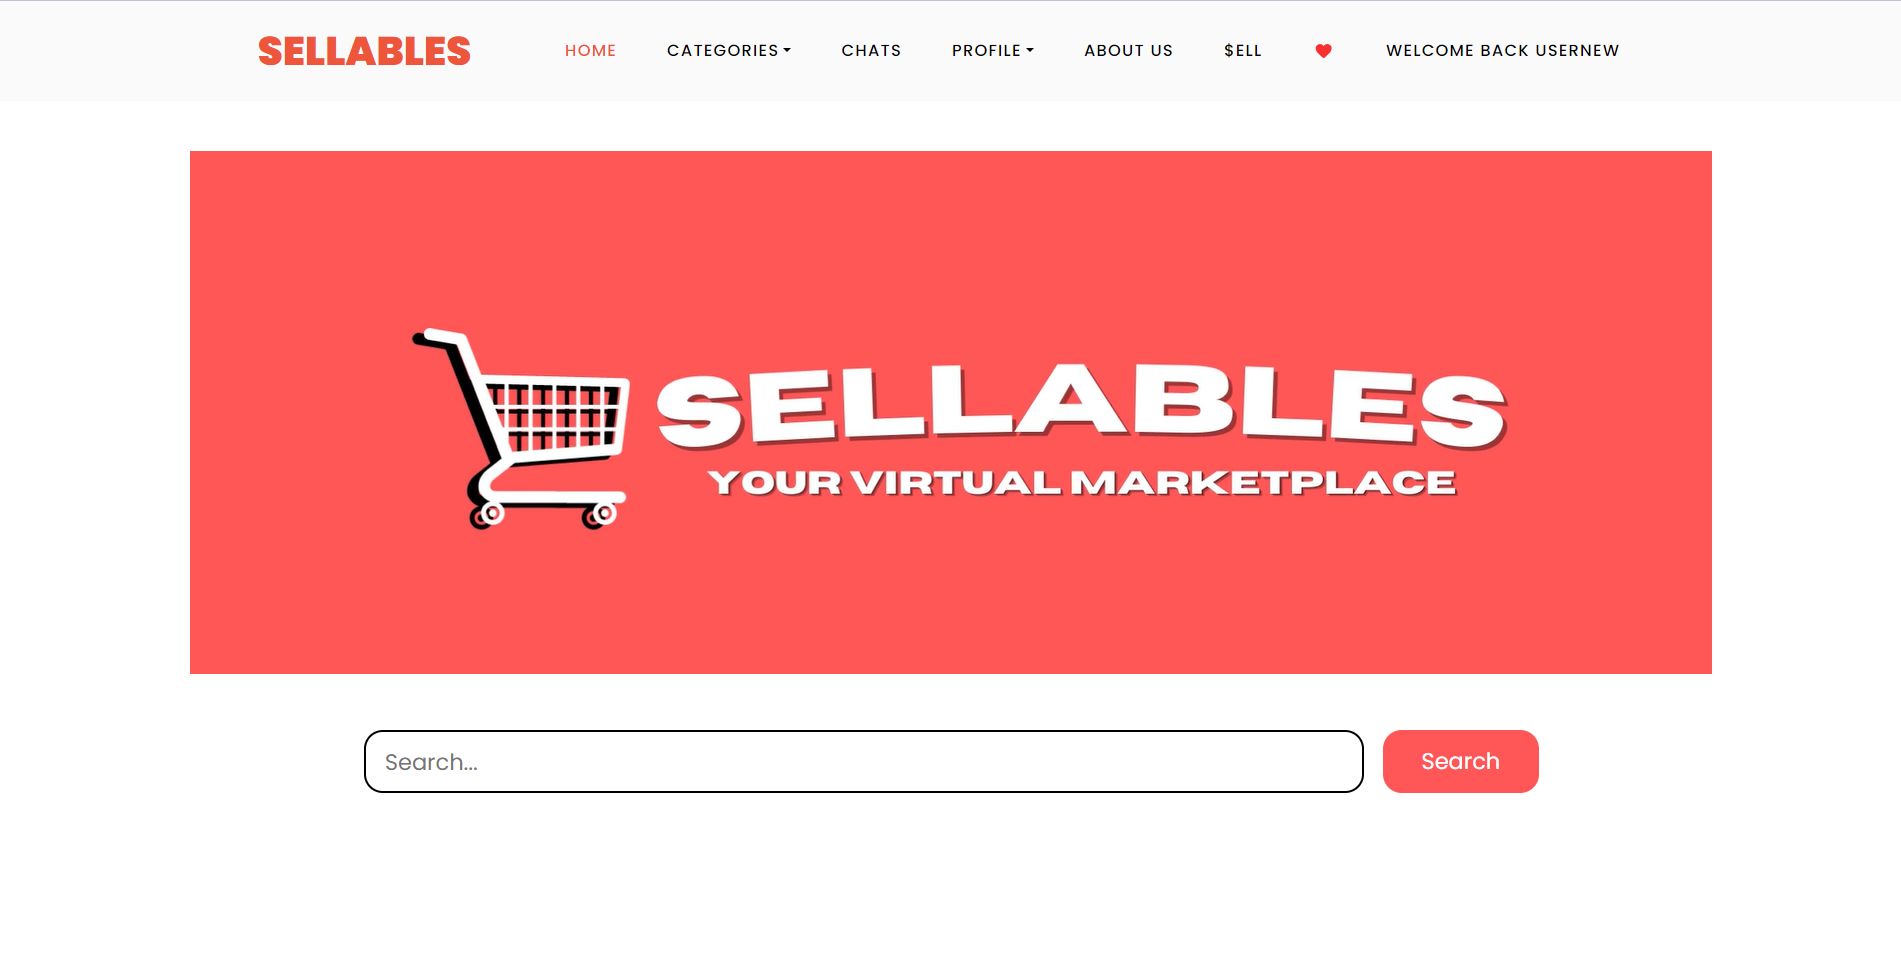 SELLABLES HOME CATEGORIES CHATS PROFILE ABOUT US $ELL WELCOME BACK USERNEW
SELLABLES
YOUR VIRTUAL MARKETPLACE
Search... Search